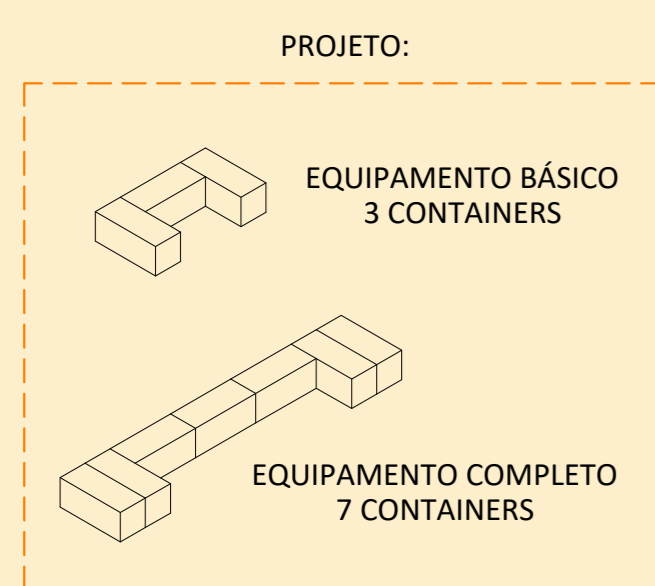 PROJETO:
EQUIPAMENTO BÁSICO
3 CONTAINERS
EQUIPAMENTO COMPLETO
7 CONTAINERS